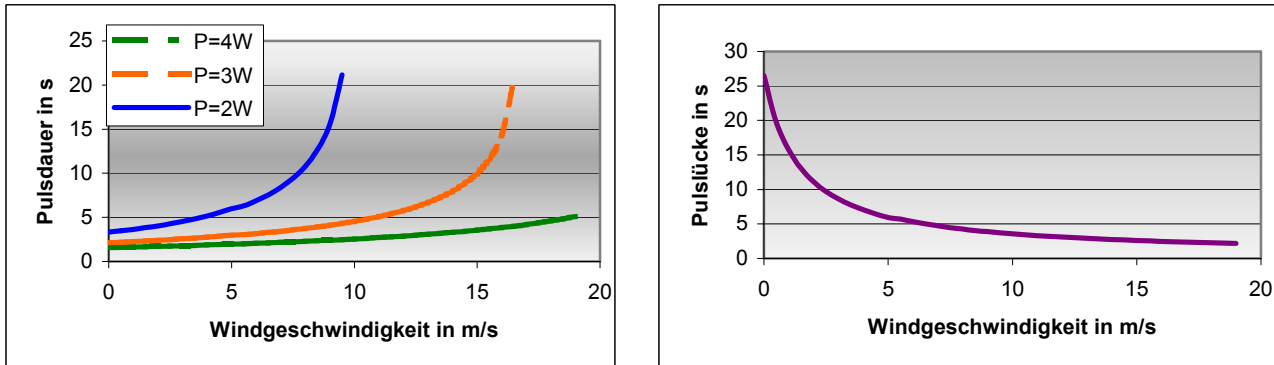 25
20
15
10
5
0
Pulsdauer in s
P=4W
P=3W
P=2W
0 5 10 15 20
Windgeschwindigkeit in m/s
30
25
20
15
10
5
0
Pulslücke in s
0 5 10 15 20
Windgeschwindigkeit in m/s